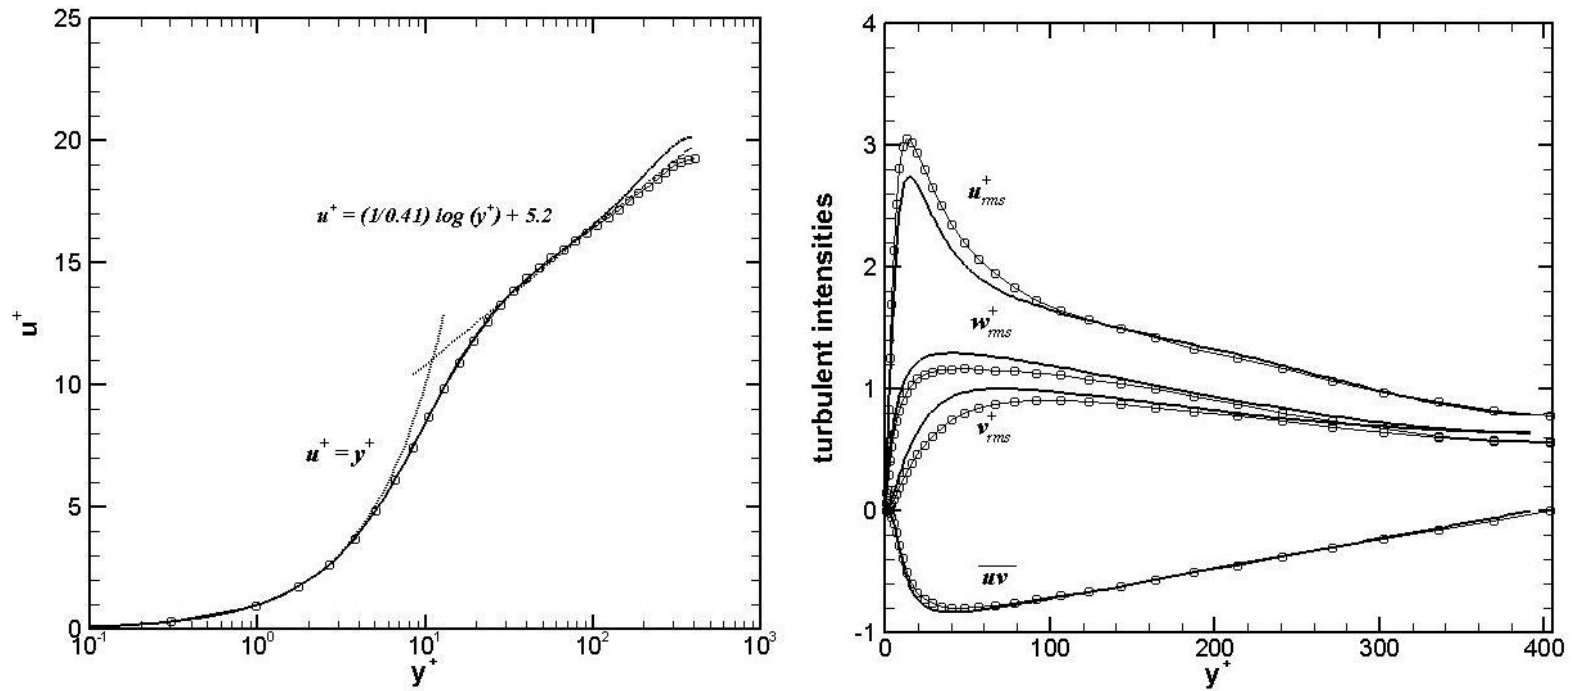 25
20
15
10
5
0
u⁺
u⁺ = (1/0.41) log (y⁺) + 5.2
u⁺ = y⁺
10⁻¹ 10⁰ 10¹ 10² 10³
y⁺
4
3
2
1
0
-1
turbulent intensities
u⁺rms
w⁺rms
v⁺rms
uv
0 100 200 300 400
y⁺